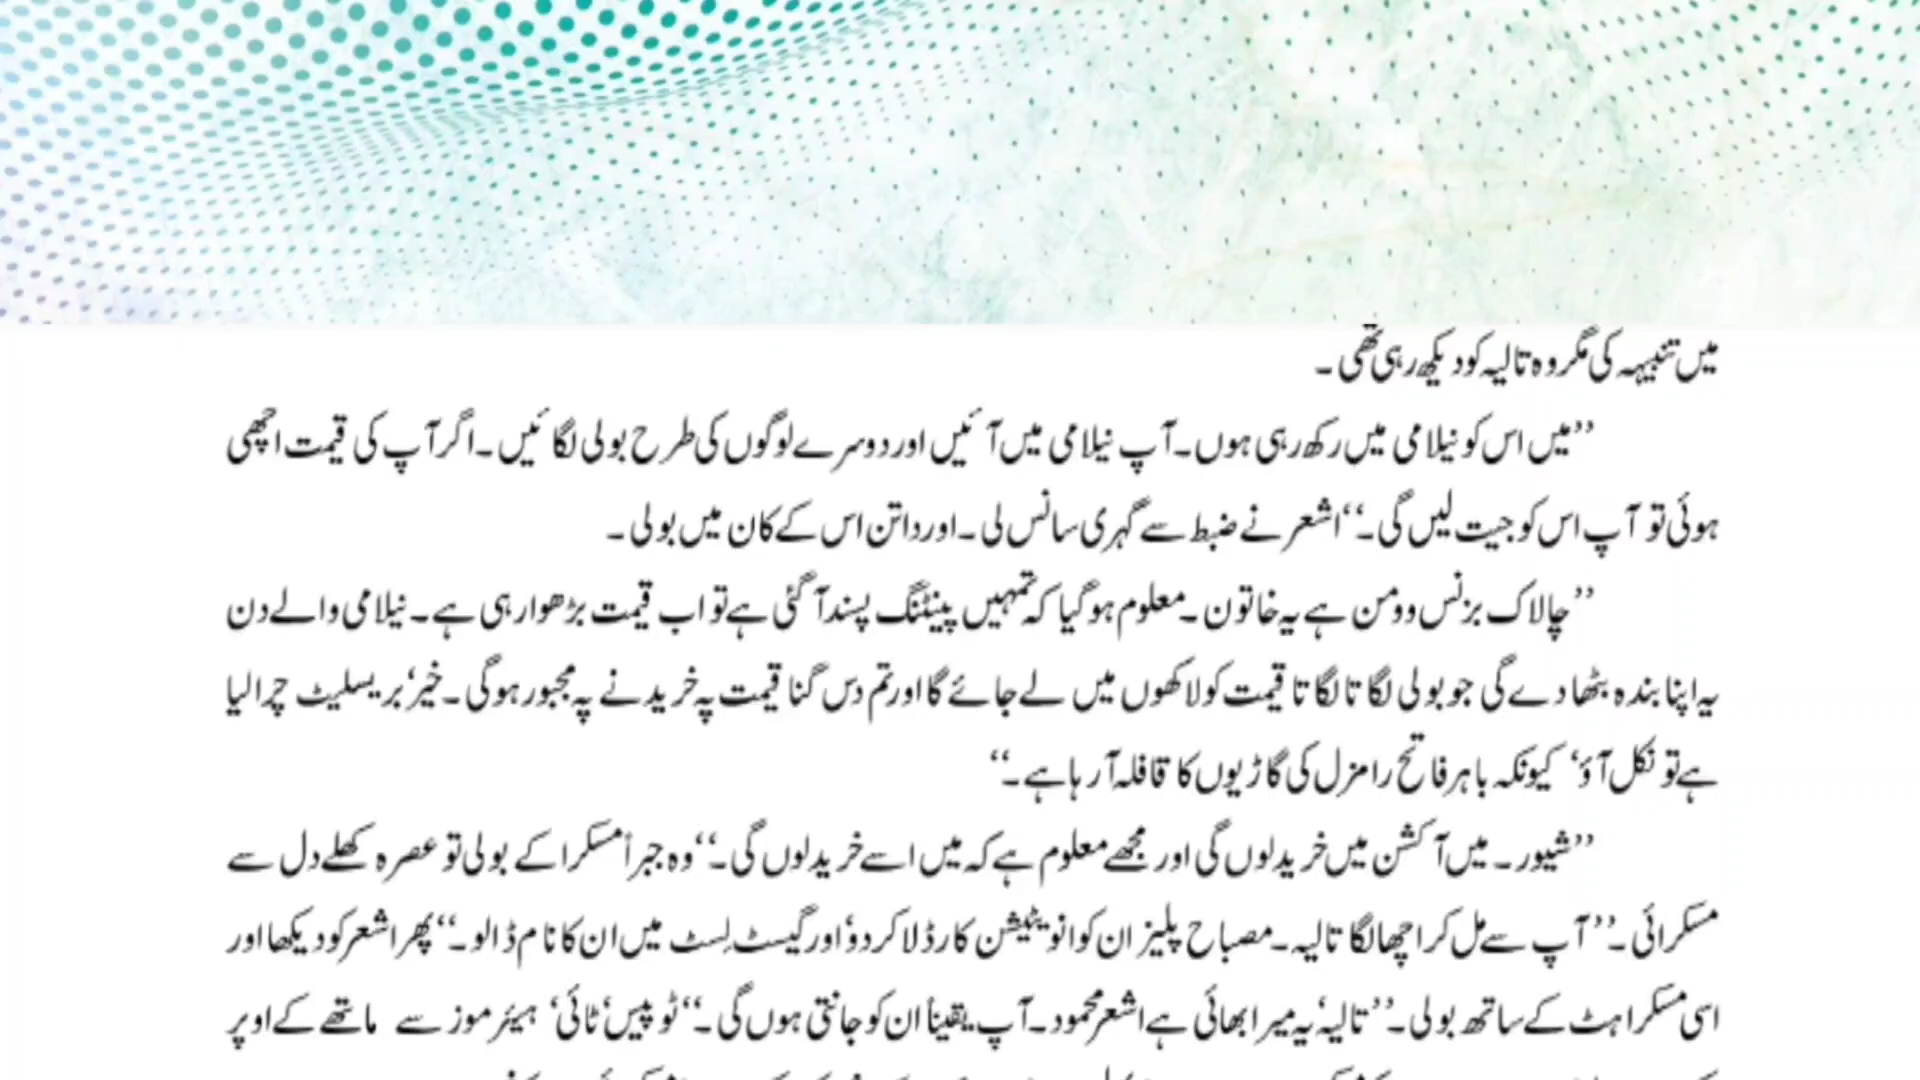 میں تنبیہہ کی مگر وہ تالیہ کو دیکھ رہی تھی۔
’’میں اس کو نیلامی میں رکھ رہی ہوں۔ آپ نیلامی میں آئیں اور دوسرے لوگوں کی طرح بولی لگائیں۔ اگر آپ کی قیمت اچھی
ہوئی تو آپ اس کو جیت لیں گی۔‘‘ اشعر نے ضبط سے گہری سانس لی۔ اور داتن اس کے کان میں بولی۔
’’چالاک بزنس وومن ہے یہ خاتون۔ معلوم ہو گیا کہ تمہیں پینٹنگ پسند آ گئی ہے تو اب قیمت بڑھوا رہی ہے۔ نیلامی والے دن
یہ اپنا بندہ بٹھا دے گی جو بولی لگاتا لگاتا قیمت کو لاکھوں میں لے جائے گا اور تم دس گنا قیمت پہ خریدنے پہ مجبور ہو گی۔ خیر‘ بریسلیٹ چرا لیا
ہے تو نکل آؤ‘ کیونکہ باہر فاتح رامزل کی گاڑیوں کا قافلہ آ رہا ہے۔‘‘
’’شیور۔ میں آکشن میں خرید لوں گی اور مجھے معلوم ہے کہ میں اسے خرید لوں گی۔‘‘ وہ جبراً مسکرا کے بولی تو عصرہ کھلے دل سے
مسکرائی۔ ’’آپ سے مل کر اچھا لگا تالیہ۔ مصباح پلیز ان کو انویٹیشن کارڈ لا کر دو‘ اور گیسٹ لسٹ میں ان کا نام ڈالو۔‘‘ پھر اشعر کو دیکھا اور
اسی مسکراہٹ کے ساتھ بولی۔ ’’تالیہ‘ یہ میرا بھائی ہے اشعر محمود۔ آپ یقیناً ان کو جانتی ہوں گی۔‘‘ ٹو پیس‘ ٹائی‘ ہیئر موز سے ماتھے کے اوپر